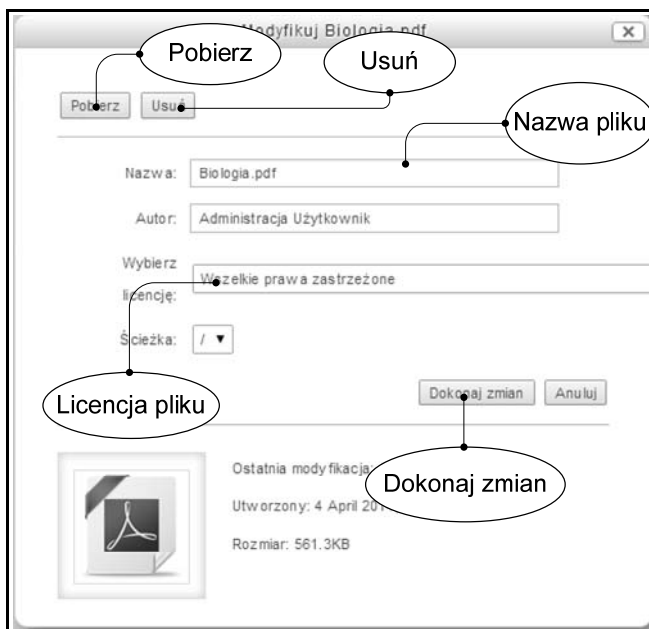 Modyfikuj Biologia.pdf
Pobierz
Usuń
Pobierz Usuń
Nazwa pliku
Nazwa: Biologia.pdf
Autor: Administracja Użytkownik
Wybierz
licencję: Wszelkie prawa zastrzeżone
Ścieżka: /
Licencja pliku
Dokonaj zmian Anuluj
Dokonaj zmian
Ostatnia modyfikacja:
Utworzony: 4 April
Rozmiar: 561.3KB